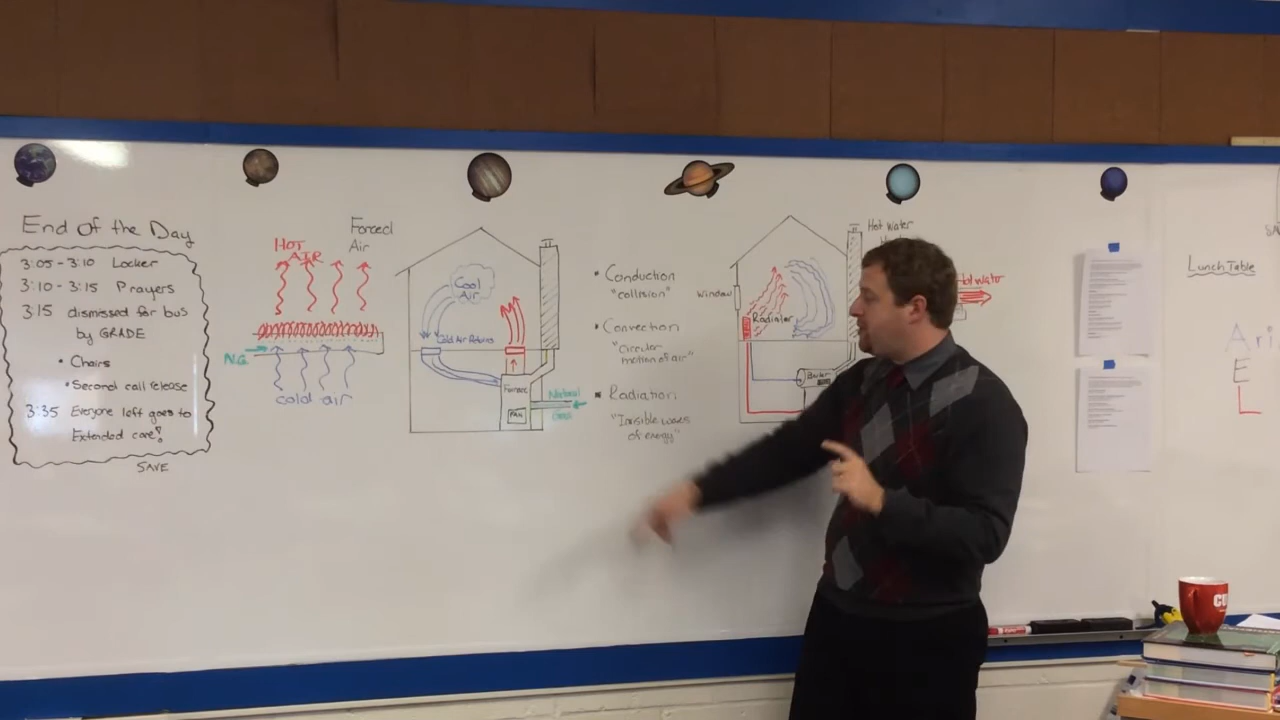 End of the Day
3:05 - 3:10 Locker
3:10 - 3:15 Prayers
3:15 dismissed for bus
by GRADE
• Chairs
• Second call release
3:35 Everyone left goes to
Extended care!
SAVE
Forced
Air
HOT
AIR
N.G.
cold air
Cool
Air
Cold Air Returns
Furnace
FAN
Natural
Gas
• Conduction
"collision"
• Convection
"Circular
motion of air"
• Radiation
"Invisible waves
of energy"
Hot Water
Window
Radiator
Boiler
Hot water
Lunch Table
Ari
E
L